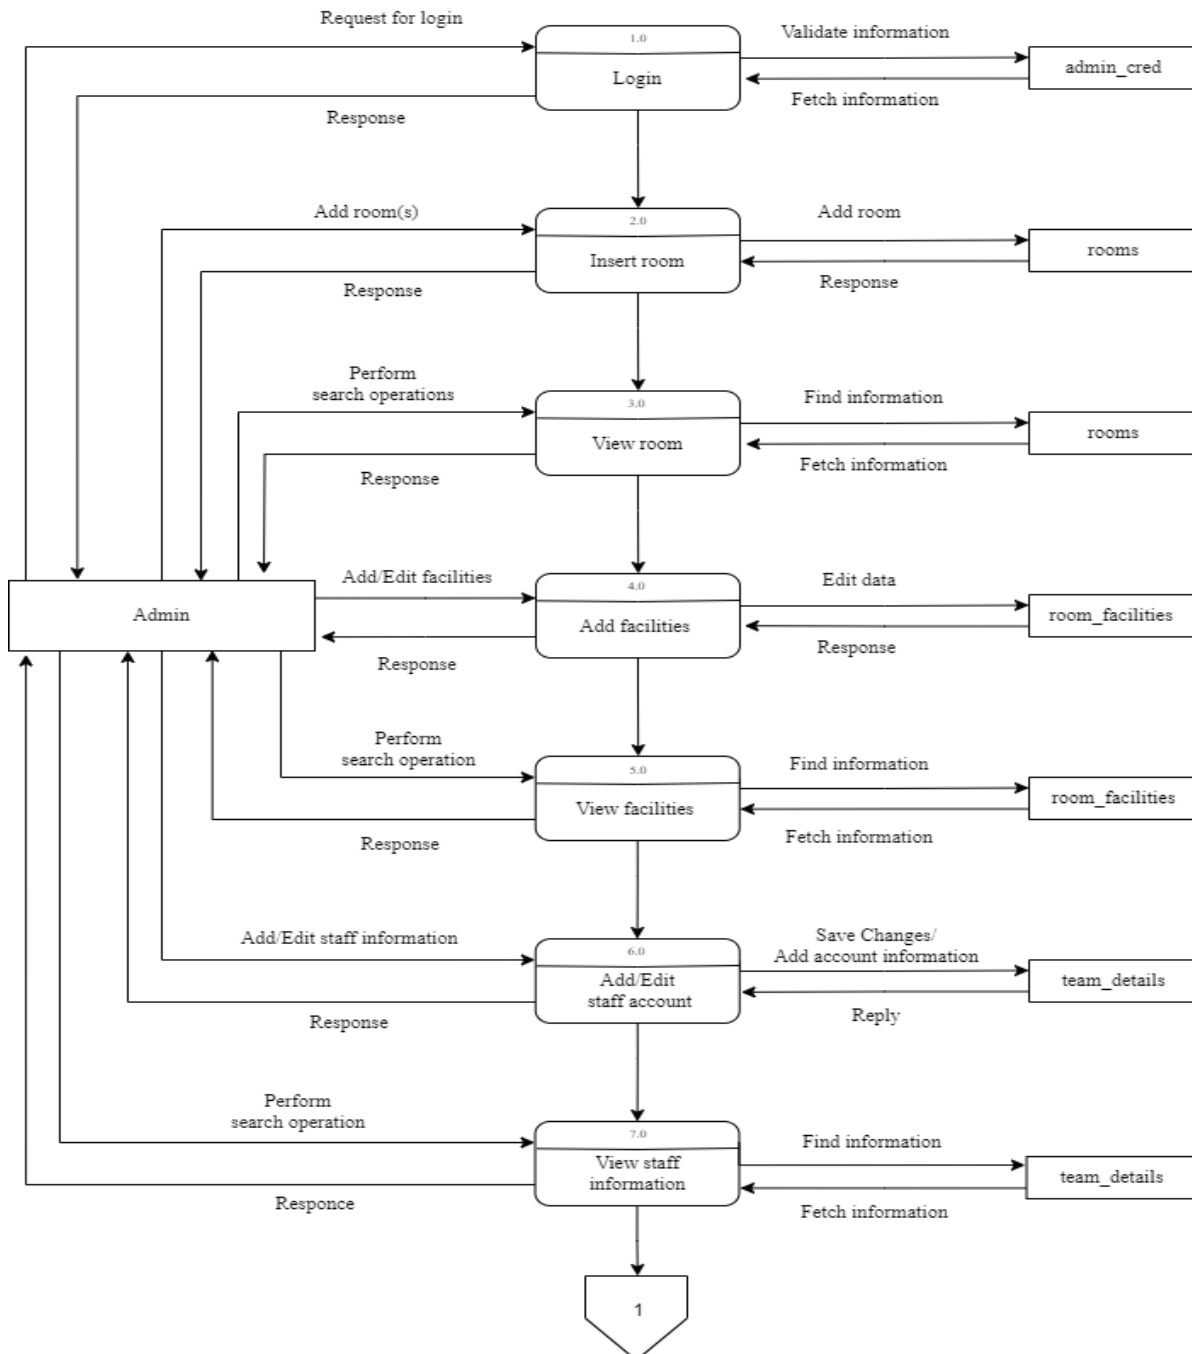 Request for login
1.0
Login
Validate information
admin_cred
Fetch information
Response
Add room(s)
2.0
Insert room
Add room
rooms
Response
Response
Perform
search operations
3.0
View room
Find information
rooms
Fetch information
Response
Admin
Add/Edit facilities
4.0
Add facilities
Edit data
room_facilities
Response
Response
Perform
search operation
5.0
View facilities
Find information
room_facilities
Fetch information
Response
Add/Edit staff information
6.0
Add/Edit
staff account
Save Changes/
Add account information
team_details
Reply
Response
Perform
search operation
7.0
View staff
information
Find information
team_details
Fetch information
Responce
1